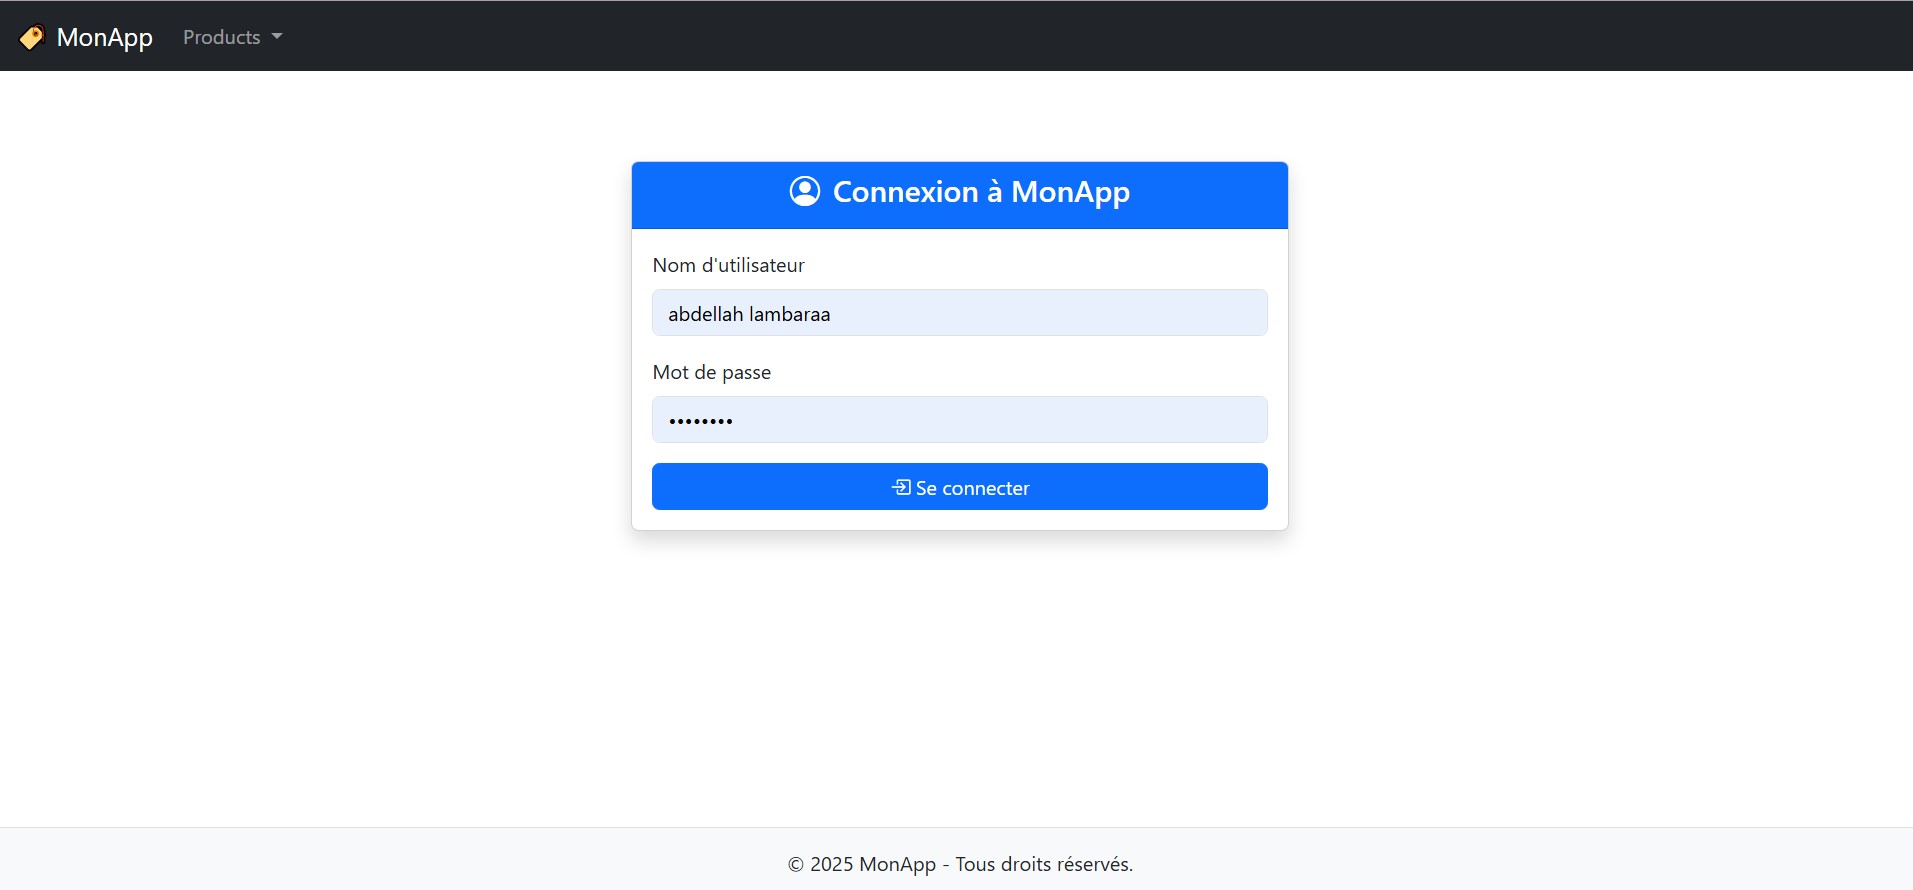 MonApp Products
Connexion à MonApp
Nom d'utilisateur
abdellah lambaraa
Mot de passe
••••••••
Se connecter
© 2025 MonApp - Tous droits réservés.